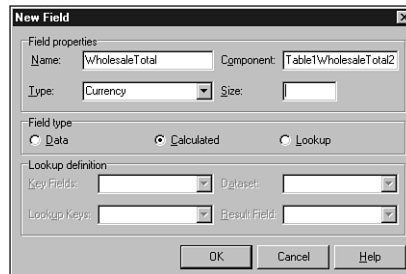 New Field
Field properties
Name: WholesaleTotal Component: Table1WholesaleTotal2
Type: Currency Size:
Field type
Data Calculated Lookup
Lookup definition
Key Fields: Dataset:
Lookup Keys: Result Field:
OK Cancel Help